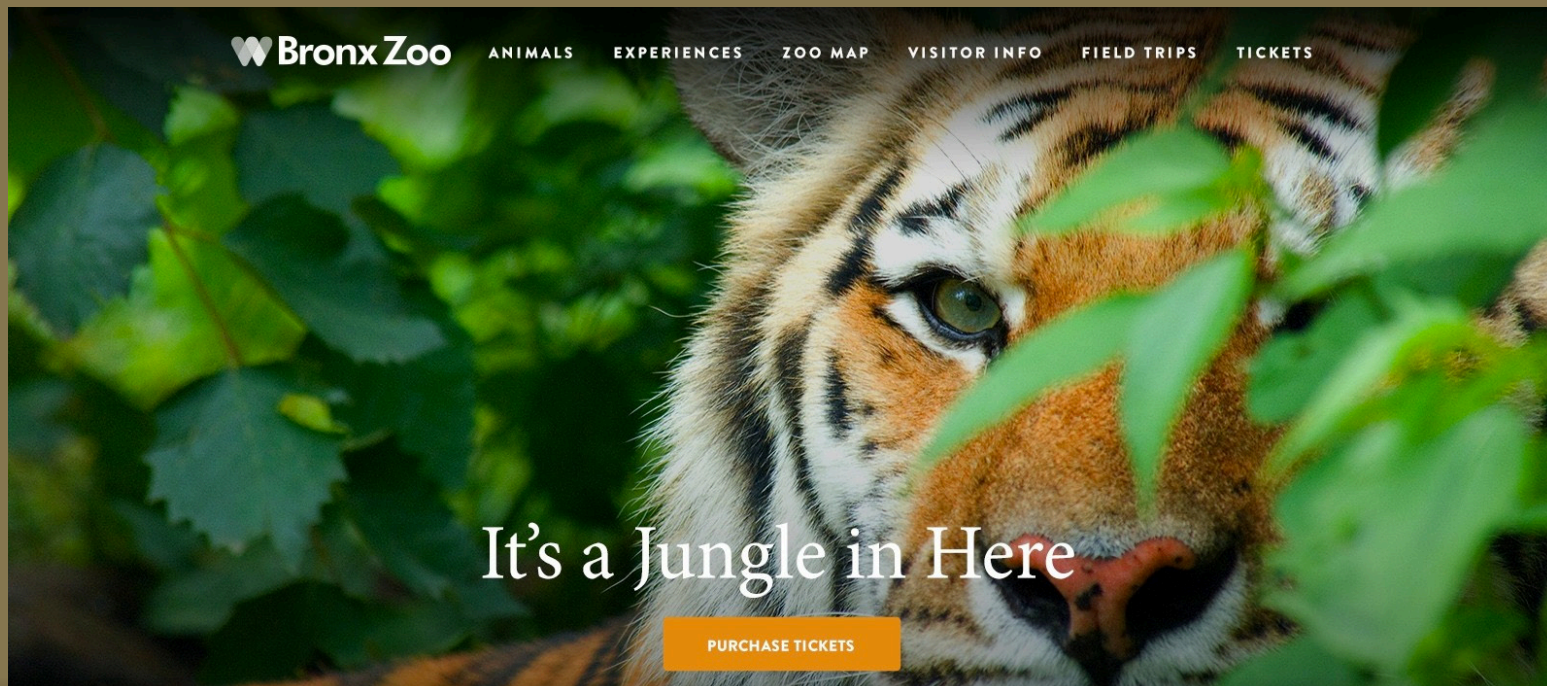 Bronx Zoo ANIMALS EXPERIENCES ZOO MAP VISITOR INFO FIELD TRIPS TICKETS
It’s a Jungle in Here
PURCHASE TICKETS